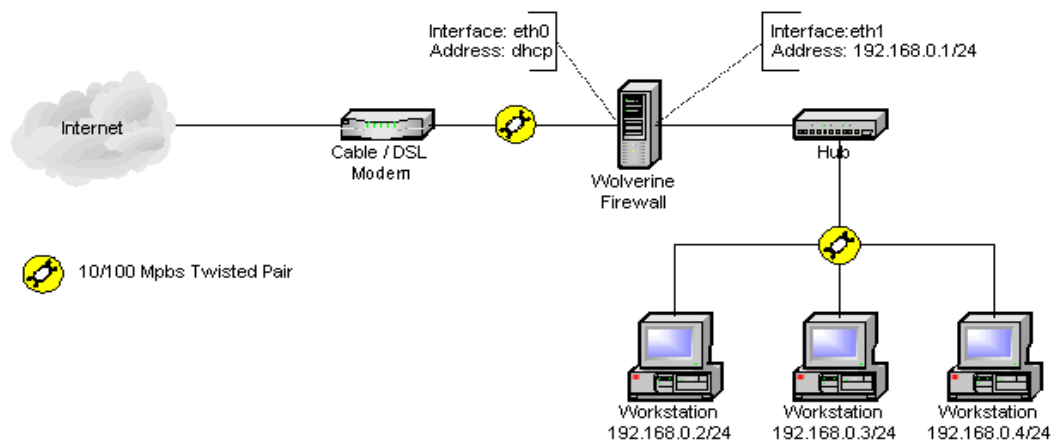 Interface: eth0
Address: dhcp
Interface:eth1
Address: 192.168.0.1/24
Internet
Cable / DSL
Modem
Wolverine
Firewall
Hub
10/100 Mpbs Twisted Pair
Workstation
192.168.0.2/24
Workstation
192.168.0.3/24
Workstation
192.168.0.4/24